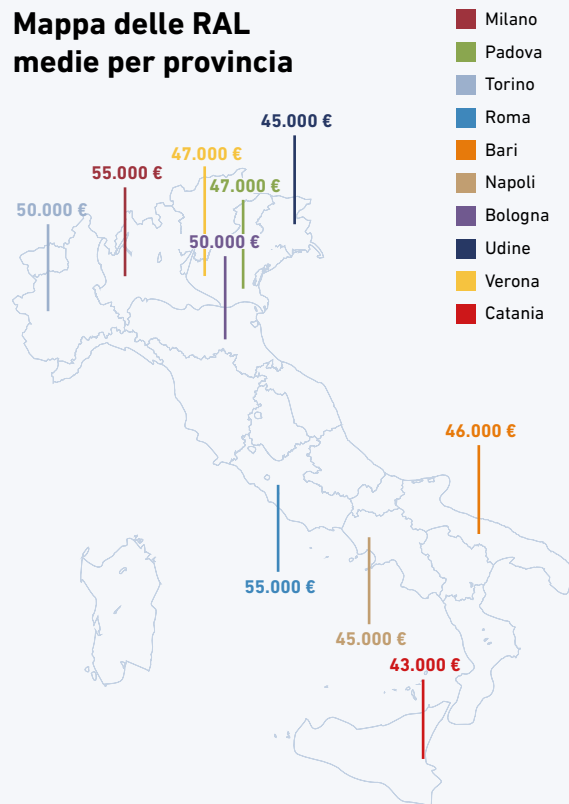 Mappa delle RAL
medie per provincia
Milano
Padova
Torino
Roma
Bari
Napoli
Bologna
Udine
Verona
Catania
45.000 €
47.000 €
55.000 €
47.000 €
50.000 €
50.000 €
46.000 €
55.000 €
45.000 €
43.000 €